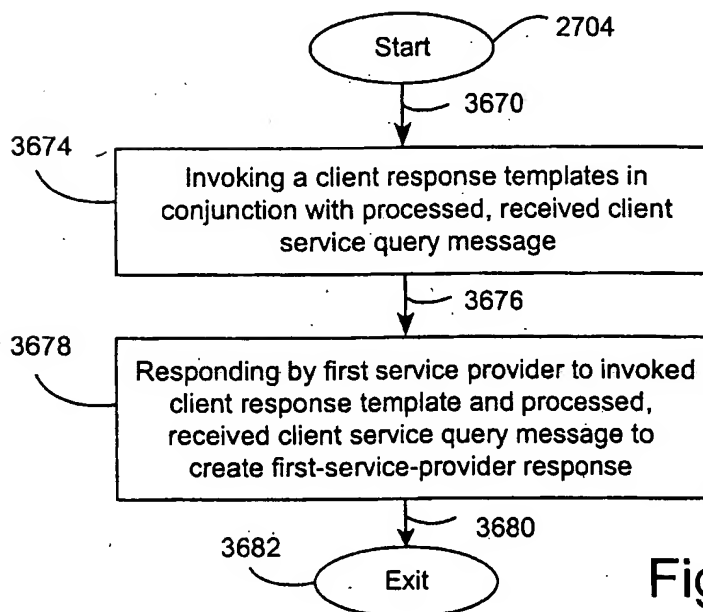 Start
2704
3670
3674
Invoking a client response templates in
conjunction with processed, received client
service query message
3676
3678
Responding by first service provider to invoked
client response template and processed,
received client service query message to
create first-service-provider response
3680
3682
Exit
Fig